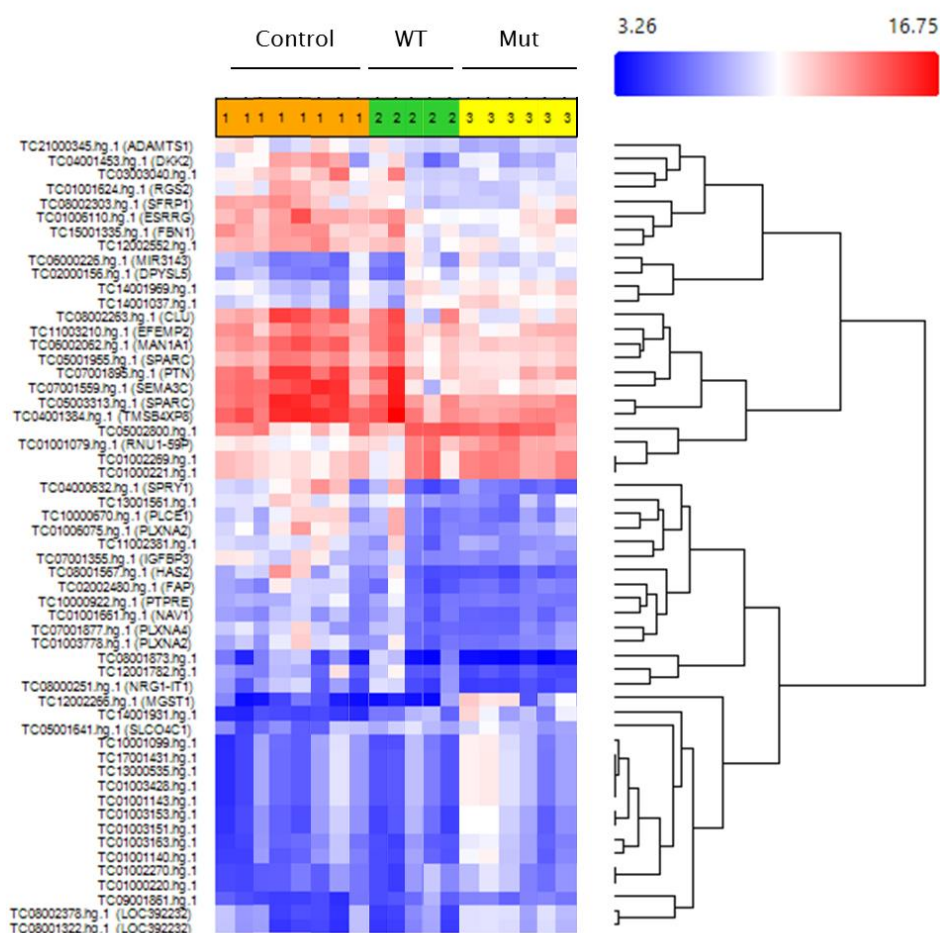 3.26 16.75
Control WT Mut
1 1 1 1 1 1 1 1 2 2 2 2 2 3 3 3 3 3 3
TC21000345.hg.1 (ADAMTS1)
TC04001453.hg.1 (DKK2)
TC03003040.hg.1
TC01001624.hg.1 (RGS2)
TC08002303.hg.1 (SFRP1)
TC01006110.hg.1 (ESRRG)
TC15001335.hg.1 (FBN1)
TC12002552.hg.1
TC06000226.hg.1 (MIR3143)
TC02000156.hg.1 (DPYSL5)
TC14001969.hg.1
TC14001037.hg.1
TC08002263.hg.1 (CLU)
TC11003210.hg.1 (EFEMP2)
TC06002062.hg.1 (MAN1A1)
TC05001955.hg.1 (SPARC)
TC07001895.hg.1 (PTN)
TC07001559.hg.1 (SEMA3C)
TC05003313.hg.1 (SPARC)
TC04001384.hg.1 (TMSB4XP8)
TC05002800.hg.1
TC01001079.hg.1 (RNU1-59P)
TC01002269.hg.1
TC01000221.hg.1
TC04000632.hg.1 (SPRY1)
TC13001561.hg.1
TC10000670.hg.1 (PLCE1)
TC01006075.hg.1 (PLXNA2)
TC11002381.hg.1
TC07001355.hg.1 (IGFBP3)
TC08001567.hg.1 (HAS2)
TC02002480.hg.1 (FAP)
TC10000922.hg.1 (PTPRE)
TC01001661.hg.1 (NAV1)
TC07001877.hg.1 (PLXNA4)
TC01003778.hg.1 (PLXNA2)
TC08001873.hg.1
TC12001782.hg.1
TC08000251.hg.1 (NRG1-IT1)
TC12002266.hg.1 (MGST1)
TC14001931.hg.1
TC05001641.hg.1 (SLCO4C1)
TC10001099.hg.1
TC17001431.hg.1
TC13000535.hg.1
TC01003428.hg.1
TC01001143.hg.1
TC01003153.hg.1
TC01003151.hg.1
TC01003163.hg.1
TC01001140.hg.1
TC01002270.hg.1
TC01000220.hg.1
TC09001861.hg.1
TC08002378.hg.1 (LOC392232)
TC08001322.hg.1 (LOC392232)